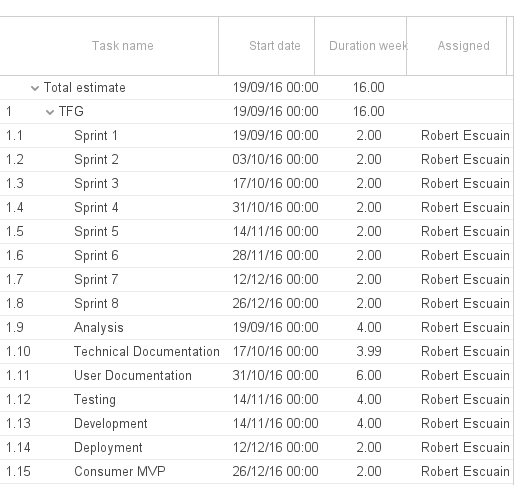 Task name Start date Duration week Assigned
Total estimate 19/09/16 00:00 16.00
1 TFG 19/09/16 00:00 16.00
1.1 Sprint 1 19/09/16 00:00 2.00 Robert Escuain
1.2 Sprint 2 03/10/16 00:00 2.00 Robert Escuain
1.3 Sprint 3 17/10/16 00:00 2.00 Robert Escuain
1.4 Sprint 4 31/10/16 00:00 2.00 Robert Escuain
1.5 Sprint 5 14/11/16 00:00 2.00 Robert Escuain
1.6 Sprint 6 28/11/16 00:00 2.00 Robert Escuain
1.7 Sprint 7 12/12/16 00:00 2.00 Robert Escuain
1.8 Sprint 8 26/12/16 00:00 2.00 Robert Escuain
1.9 Analysis 19/09/16 00:00 4.00 Robert Escuain
1.10 Technical Documentation 17/10/16 00:00 3.99 Robert Escuain
1.11 User Documentation 31/10/16 00:00 6.00 Robert Escuain
1.12 Testing 14/11/16 00:00 4.00 Robert Escuain
1.13 Development 14/11/16 00:00 4.00 Robert Escuain
1.14 Deployment 12/12/16 00:00 2.00 Robert Escuain
1.15 Consumer MVP 26/12/16 00:00 2.00 Robert Escuain